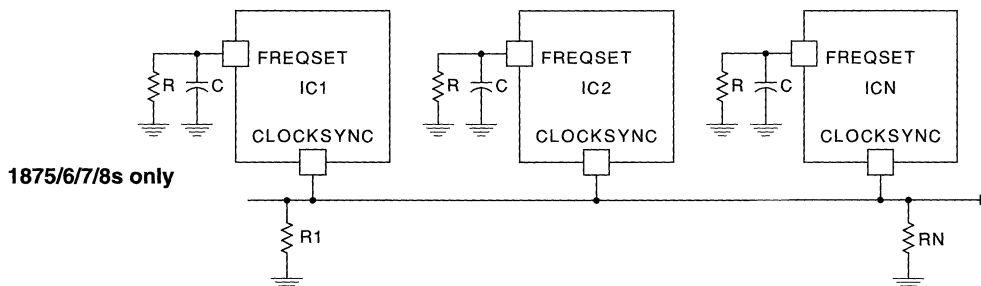 FREQSET FREQSET FREQSET
R C IC1 R C IC2 R C ICN
CLOCKSYNC CLOCKSYNC CLOCKSYNC
1875/6/7/8s only
R1 RN